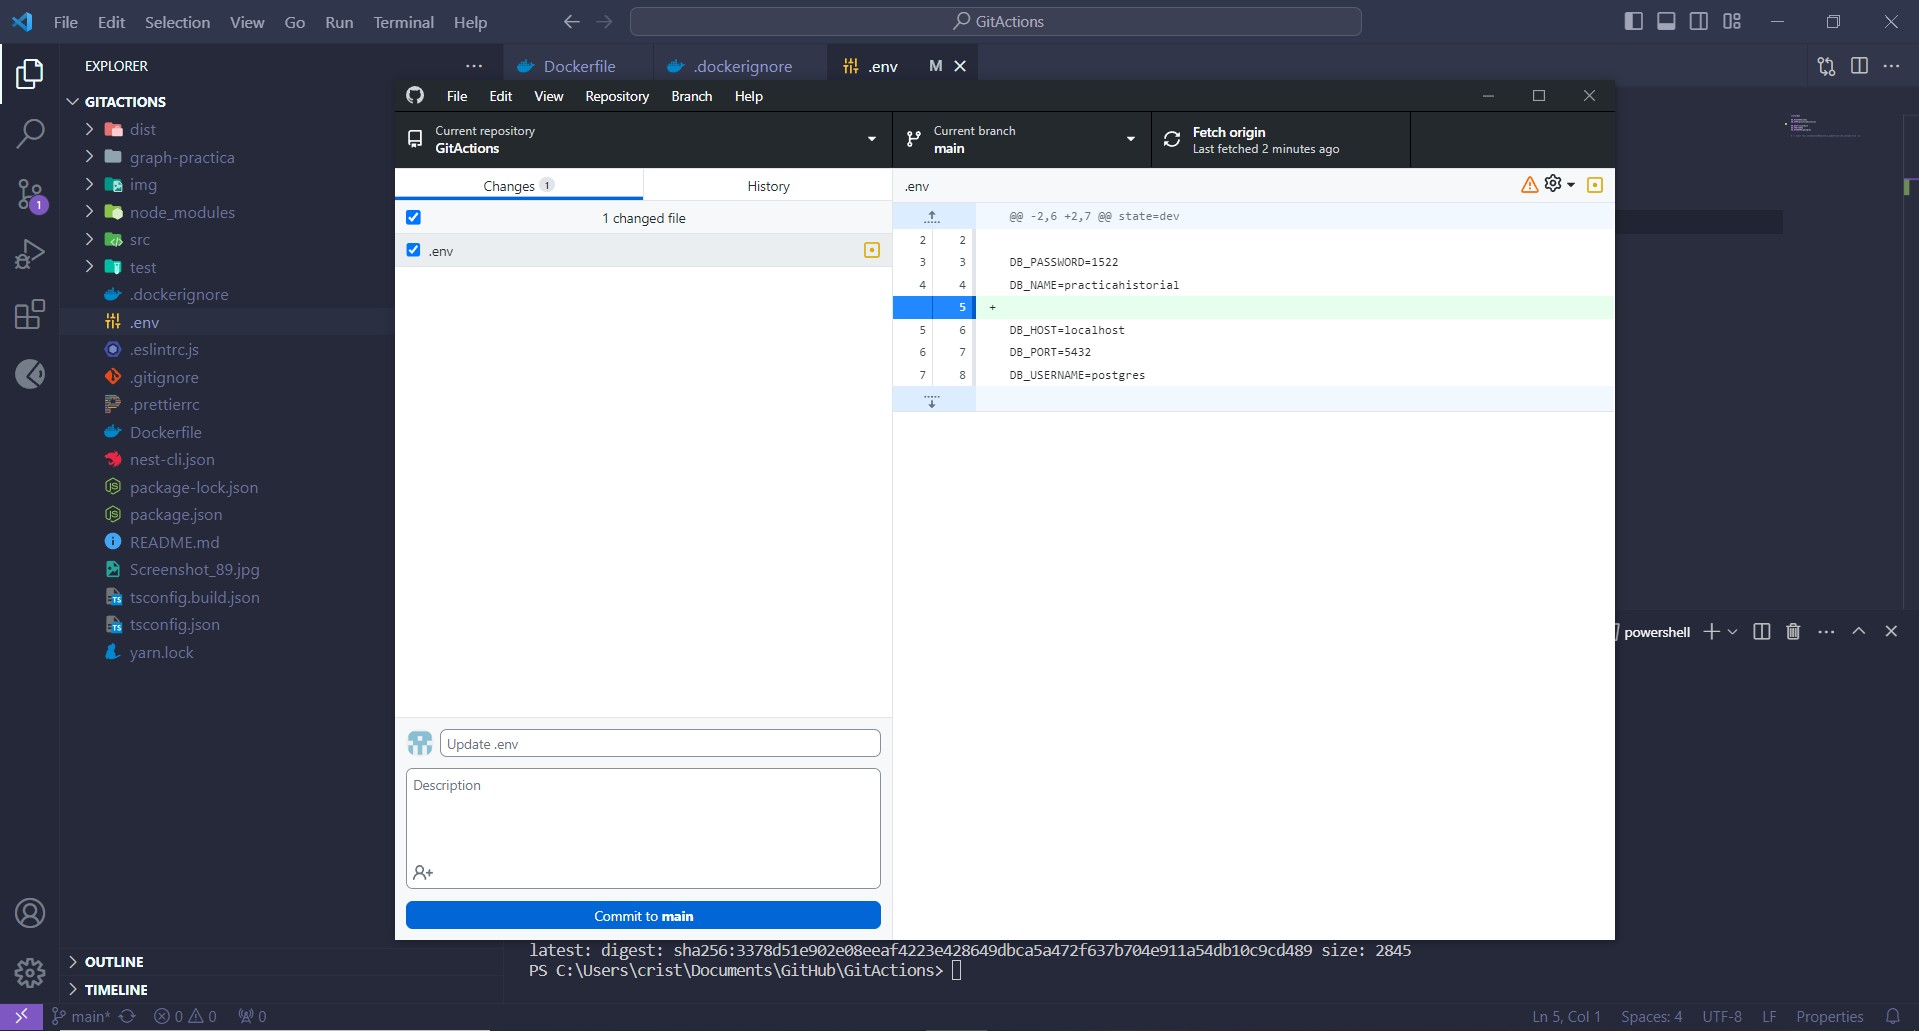 File Edit Selection View Go Run Terminal Help
GitActions
EXPLORER
Dockerfile
.dockerignore
.env M
GITACTIONS
dist
graph-practica
img
node_modules
src
test
.dockerignore
.env
.eslintrc.js
.gitignore
.prettierrc
Dockerfile
nest-cli.json
package-lock.json
package.json
README.md
Screenshot_89.jpg
tsconfig.build.json
tsconfig.json
yarn.lock
OUTLINE
TIMELINE
1
File Edit View Repository Branch Help
Current repository
GitActions
Current branch
main
Fetch origin
Last fetched 2 minutes ago
Changes 1
History
1 changed file
.env
.env
@@ -2,6 +2,7 @@ state=dev
2 2
3 3 DB_PASSWORD=1522
4 4 DB_NAME=practicahistorial
5 +
5 6 DB_HOST=localhost
6 7 DB_PORT=5432
7 8 DB_USERNAME=postgres
Update .env
Description
Commit to main
powershell
latest: digest: sha256:3378d51e902e08eeaf4223e428649dbca5a472f637b704e911a54db10c9cd489 size: 2845
PS C:\Users\crist\Documents\GitHub\GitActions>
main* 0 0 0
Ln 5, Col 1 Spaces: 4 UTF-8 LF Properties